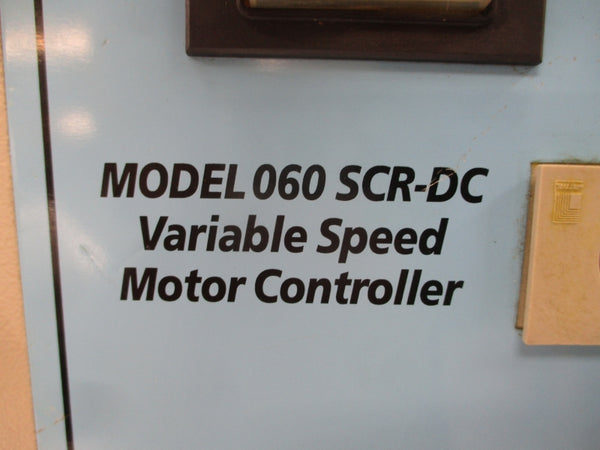 MODEL 060 SCR-DC
Variable Speed
Motor Controller